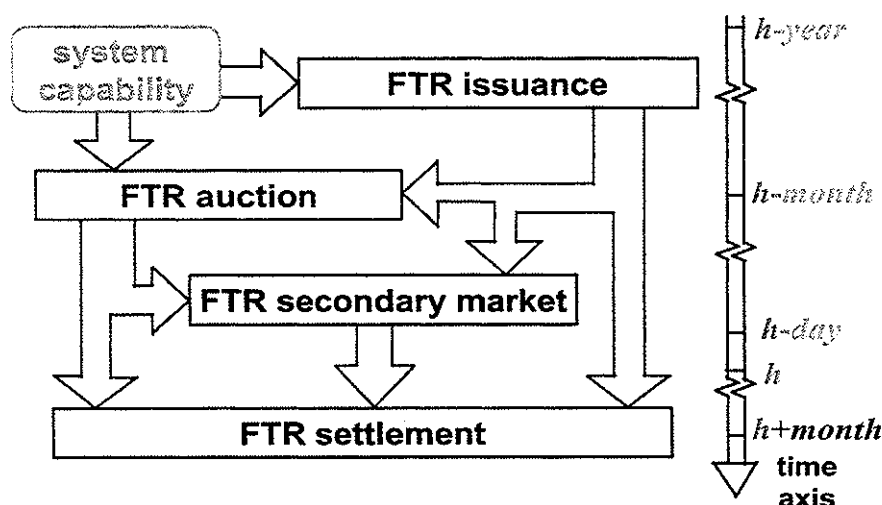 system
capability
FTR issuance
h-year
FTR auction
h-month
FTR secondary market
h-day
h
FTR settlement
h+month
time
axis